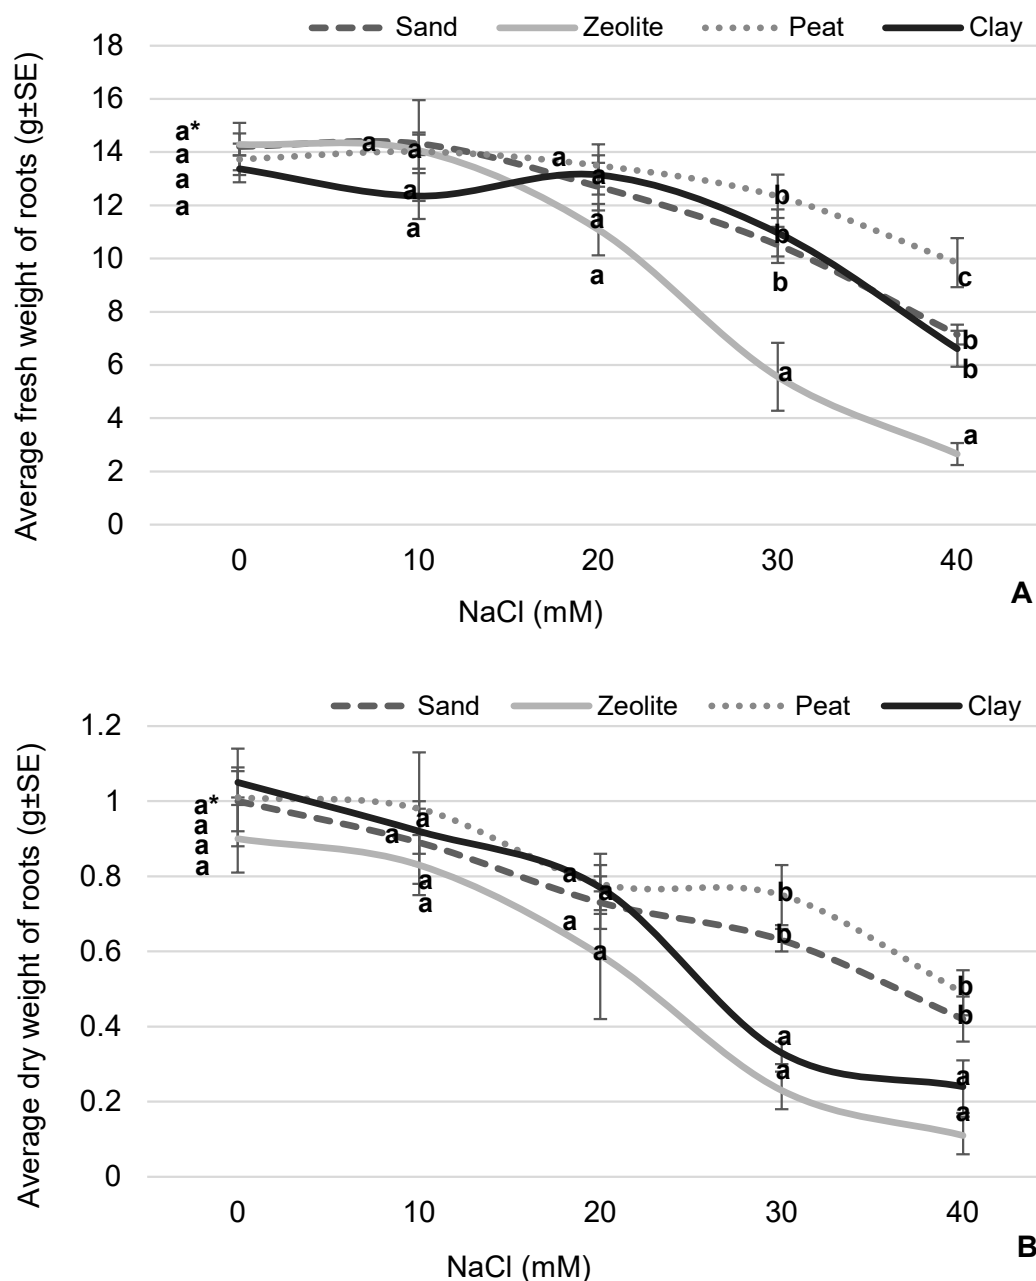 Sand Zeolite Peat Clay
Average fresh weight of roots (g±SE)
18
16
14
12
10
8
6
4
2
0
a*
a
a
a
a
a
a
a
a
a
a
a
b
b
b
a
c
b
b
a
0 10 20 30 40
NaCl (mM)
A
Sand Zeolite Peat Clay
Average dry weight of roots (g±SE)
1.2
1
0.8
0.6
0.4
0.2
0
a*
a
a
a
a
a
a
a
a
a
a
a
b
b
a
a
b
b
a
a
0 10 20 30 40
NaCl (mM)
B